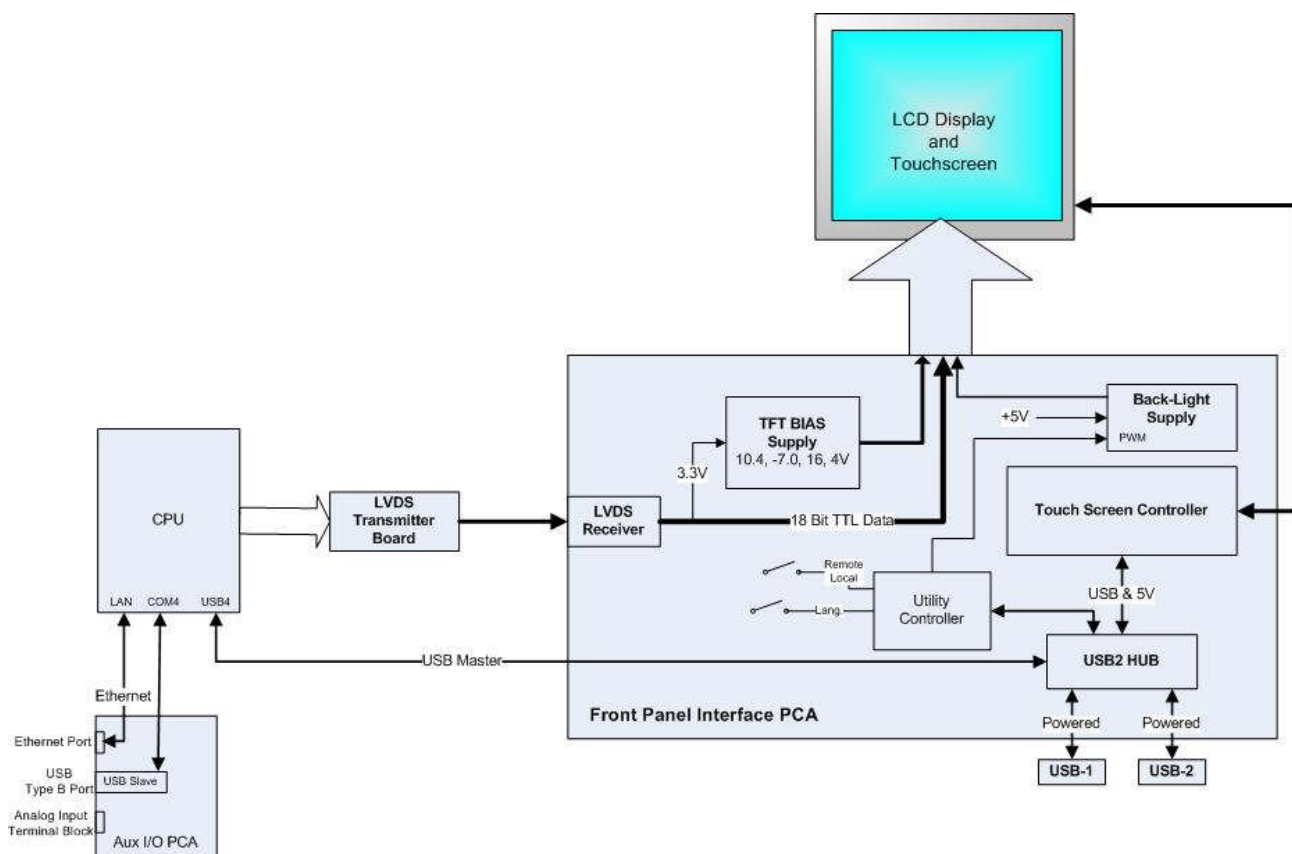 LCD Display
and
Touchscreen
Back-Light
Supply
+5V
PWM
TFT BIAS
Supply
10.4, -7.0, 16, 4V
3.3V
CPU
LAN
COM4
USB4
LVDS
Transmitter
Board
LVDS
Receiver
18 Bit TTL Data
Touch Screen Controller
Remote
Local
Lang.
Utility
Controller
USB & 5V
USB Master
USB2 HUB
Ethernet
Front Panel Interface PCA
Powered
Powered
USB-1
USB-2
Ethernet Port
USB
Type B Port
USB Slave
Analog Input
Terminal Block
Aux I/O PCA